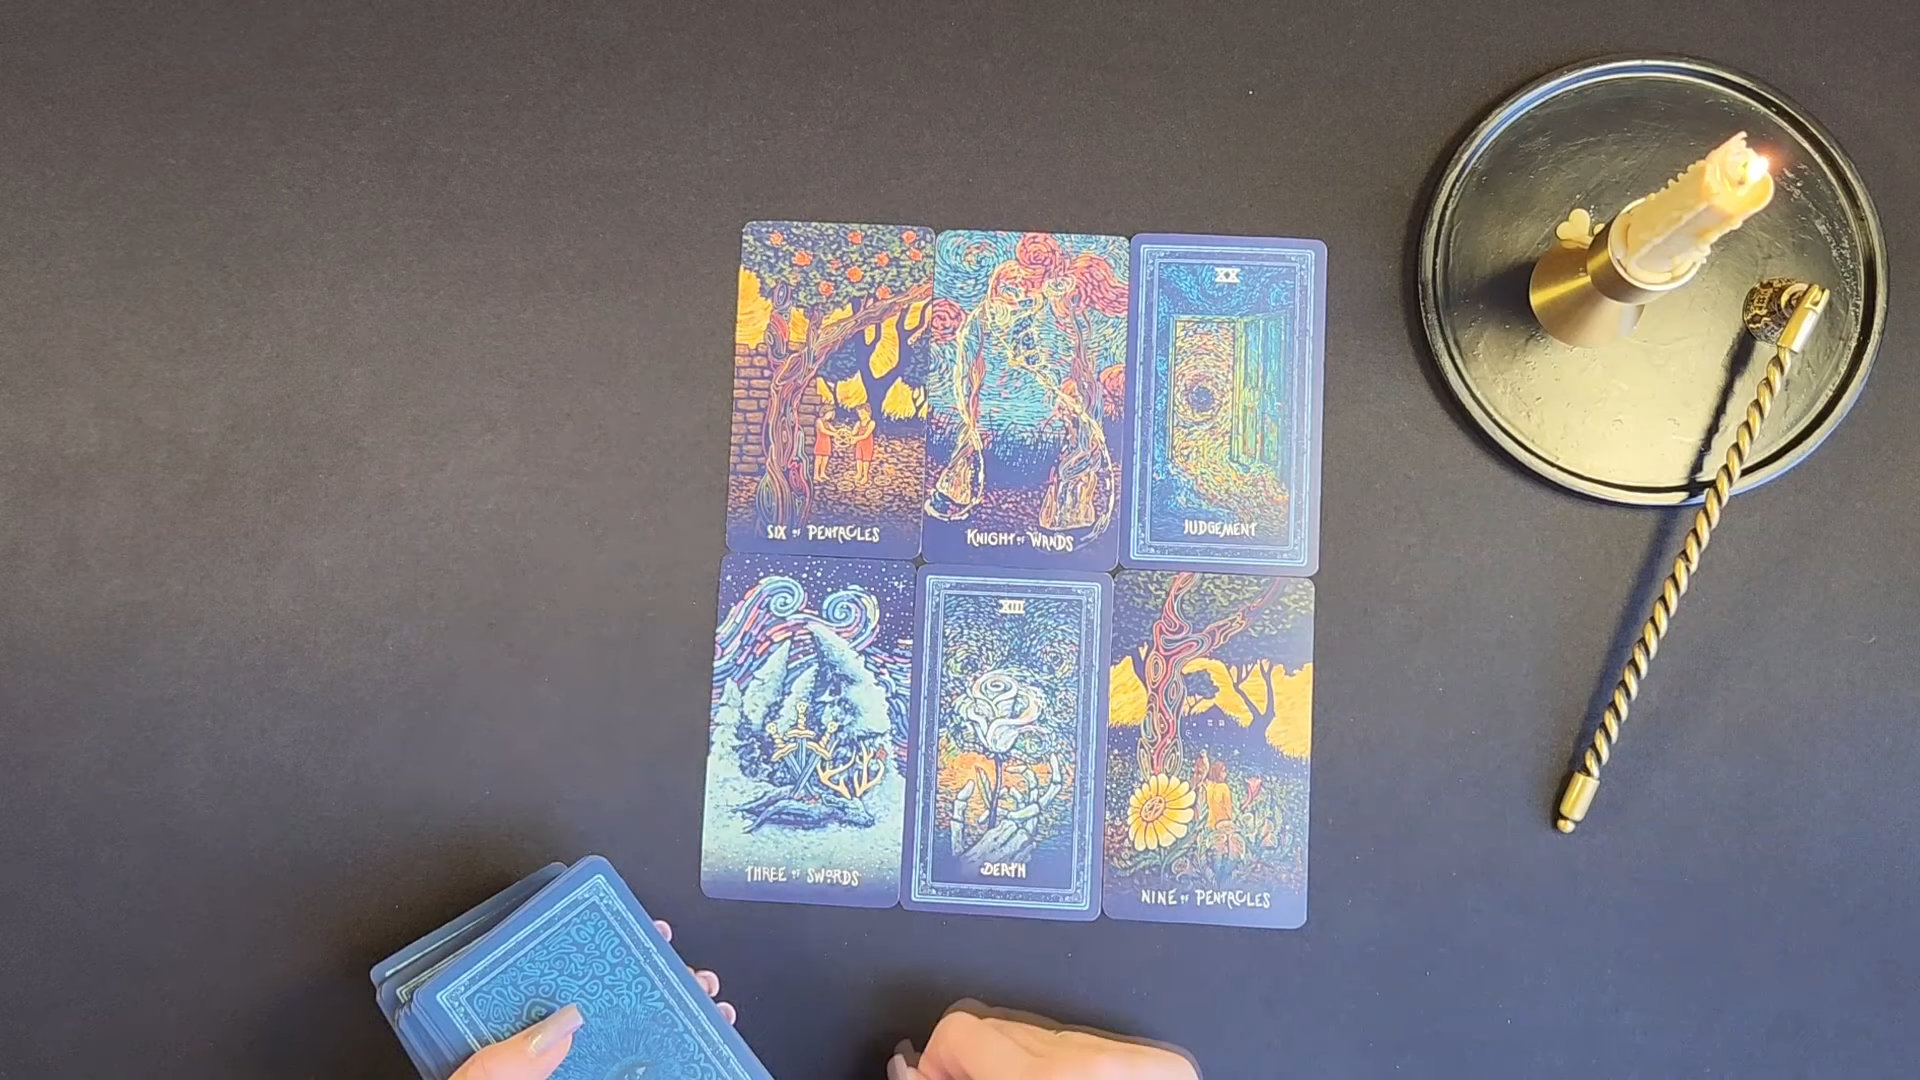 SIX OF PENTACLES
KNIGHT OF WANDS
XX
JUDGEMENT
THREE OF SWORDS
XIII
DEATH
NINE OF PENTACLES